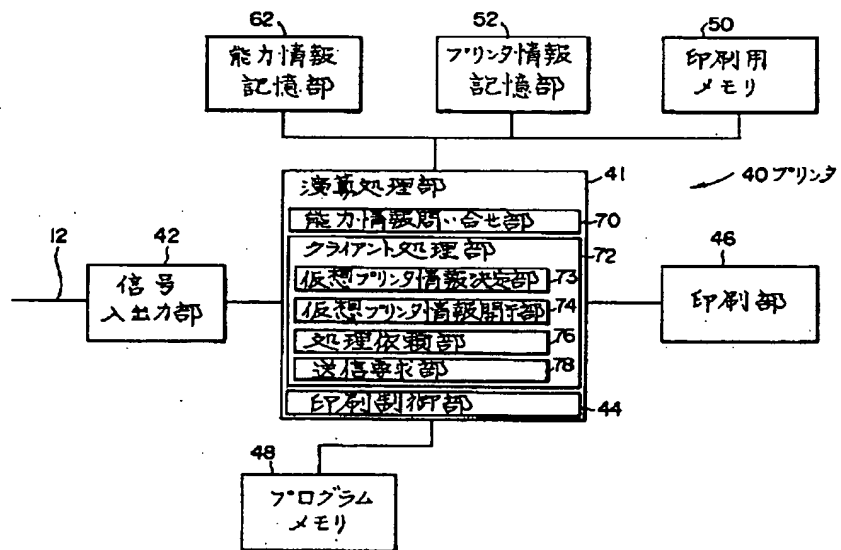 62
能力情報
記憶部
52
プリンタ情報
記憶部
50
印刷用
メモリ
演算処理部
41
40 プリンタ
能力情報問い合せ部
70
クライアント処理部
72
仮想プリンタ情報決定部
73
仮想プリンタ情報開示部
74
処理依頼部
76
送信要求部
78
印刷制御部
44
12
42
信号
入出力部
46
印刷部
48
プログラム
メモリ